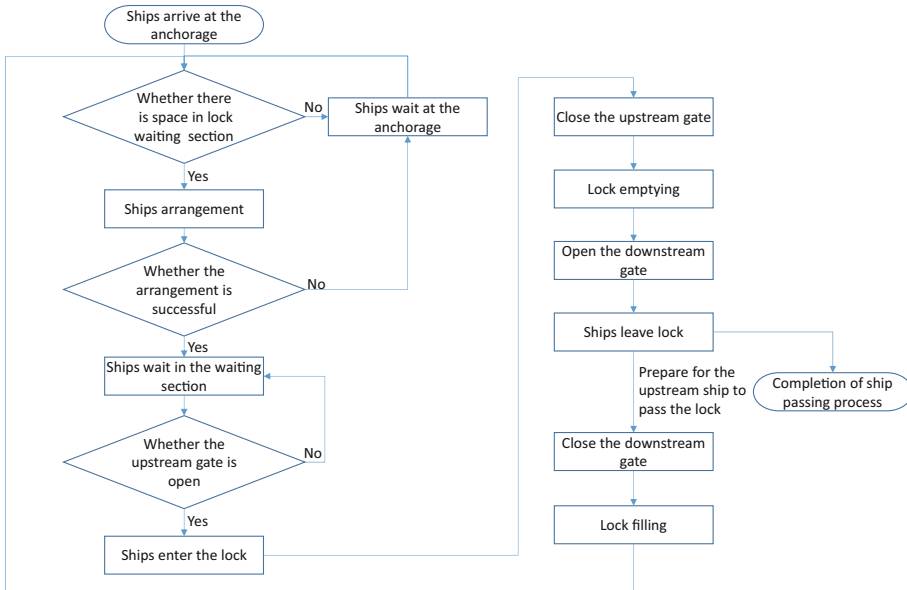 Ships arrive at the
anchorage
Whether there
is space in lock
waiting section
No
Ships wait at the
anchorage
Yes
Ships arrangement
Whether the
arrangement is
successful
No
Yes
Ships wait in the waiting
section
Whether the
upstream gate is
open
No
Yes
Ships enter the lock
Close the upstream gate
Lock emptying
Open the downstream
gate
Ships leave lock
Prepare for the
upstream ship to
pass the lock
Completion of ship
passing process
Close the downstream
gate
Lock filling